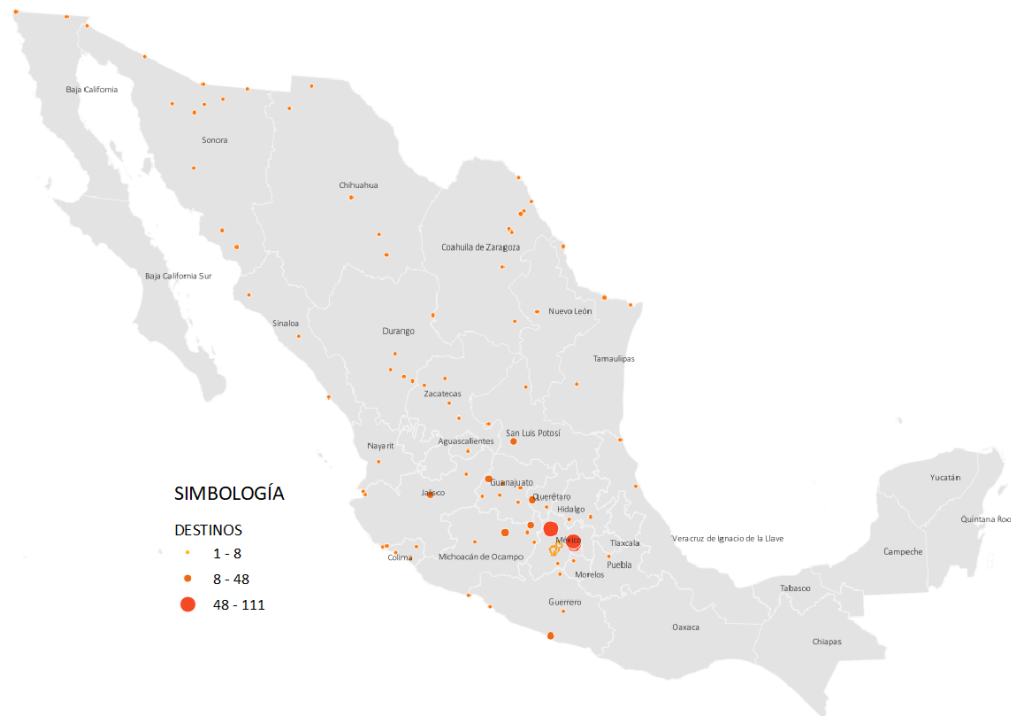 Baja California
Sonora
Chihuahua
Coahuila de Zaragoza
Baja California Sur
Nuevo León
Sinaloa
Durango
Tamaulipas
Zacatecas
San Luis Potosí
Nayarit
Aguascalientes
Yucatán
Guanajuato
Jalisco
Querétaro
SIMBOLOGÍA
Hidalgo
Quintana Roo
DESTINOS
México
Tlaxcala
Veracruz de Ignacio de la Llave
1 - 8
Colima
Michoacán de Ocampo
Puebla
Campeche
8 - 48
Morelos
Tabasco
48 - 111
Guerrero
Oaxaca
Chiapas